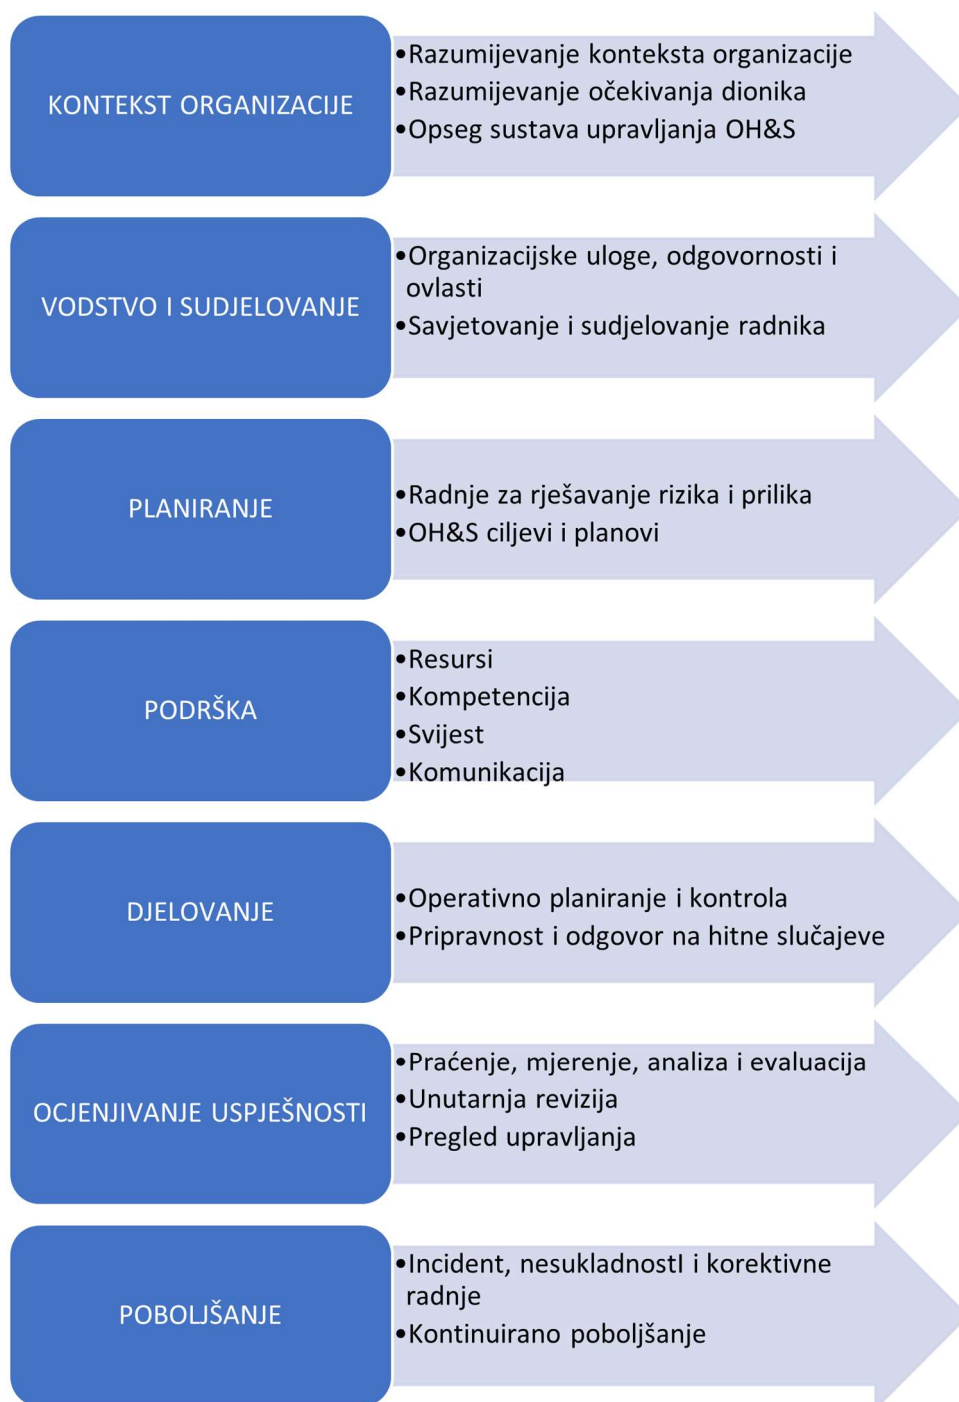 KONTEKST ORGANIZACIJE
•Razumijevanje konteksta organizacije
•Razumijevanje očekivanja dionika
•Opseg sustava upravljanja OH&S
VODSTVO I SUDJELOVANJE
•Organizacijske uloge, odgovornosti i
ovlasti
•Savjetovanje i sudjelovanje radnika
PLANIRANJE
•Radnje za rješavanje rizika i prilika
•OH&S ciljevi i planovi
PODRŠKA
•Resursi
•Kompetencija
•Svijest
•Komunikacija
DJELOVANJE
•Operativno planiranje i kontrola
•Pripravnost i odgovor na hitne slučajeve
OCJENJIVANJE USPJEŠNOSTI
•Praćenje, mjerenje, analiza i evaluacija
•Unutarnja revizija
•Pregled upravljanja
POBOLJŠANJE
•Incident, nesukladnostI i korektivne
radnje
•Kontinuirano poboljšanje